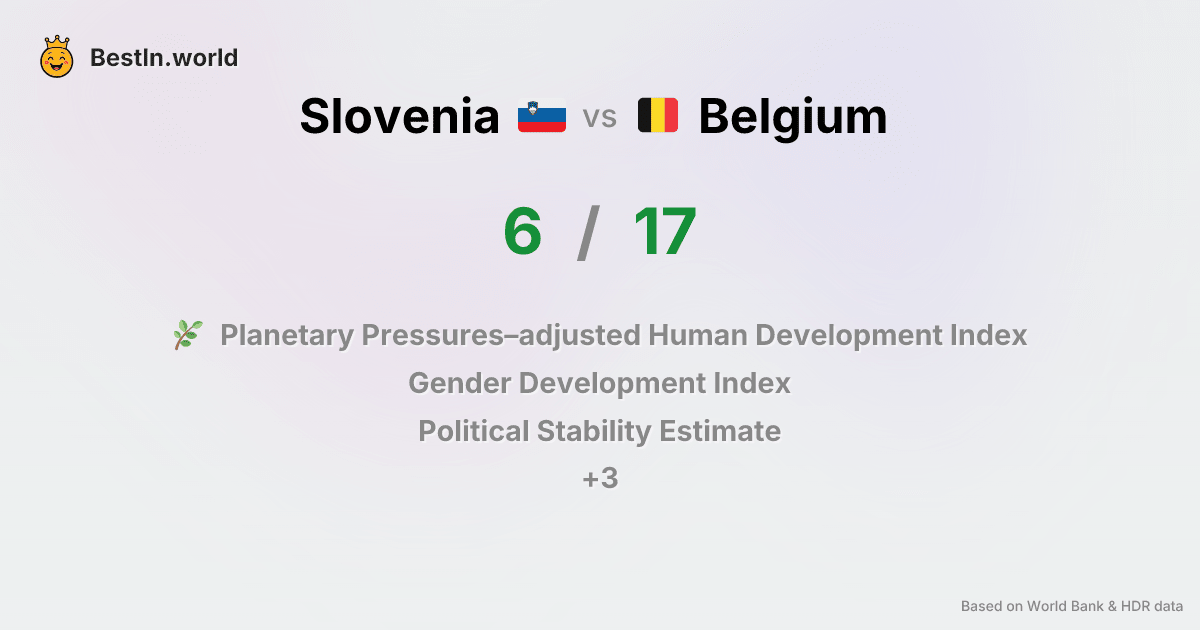 BestIn.world
Slovenia vs Belgium
6 / 17
Planetary Pressures–adjusted Human Development Index
Gender Development Index
Political Stability Estimate
+3
Based on World Bank & HDR data